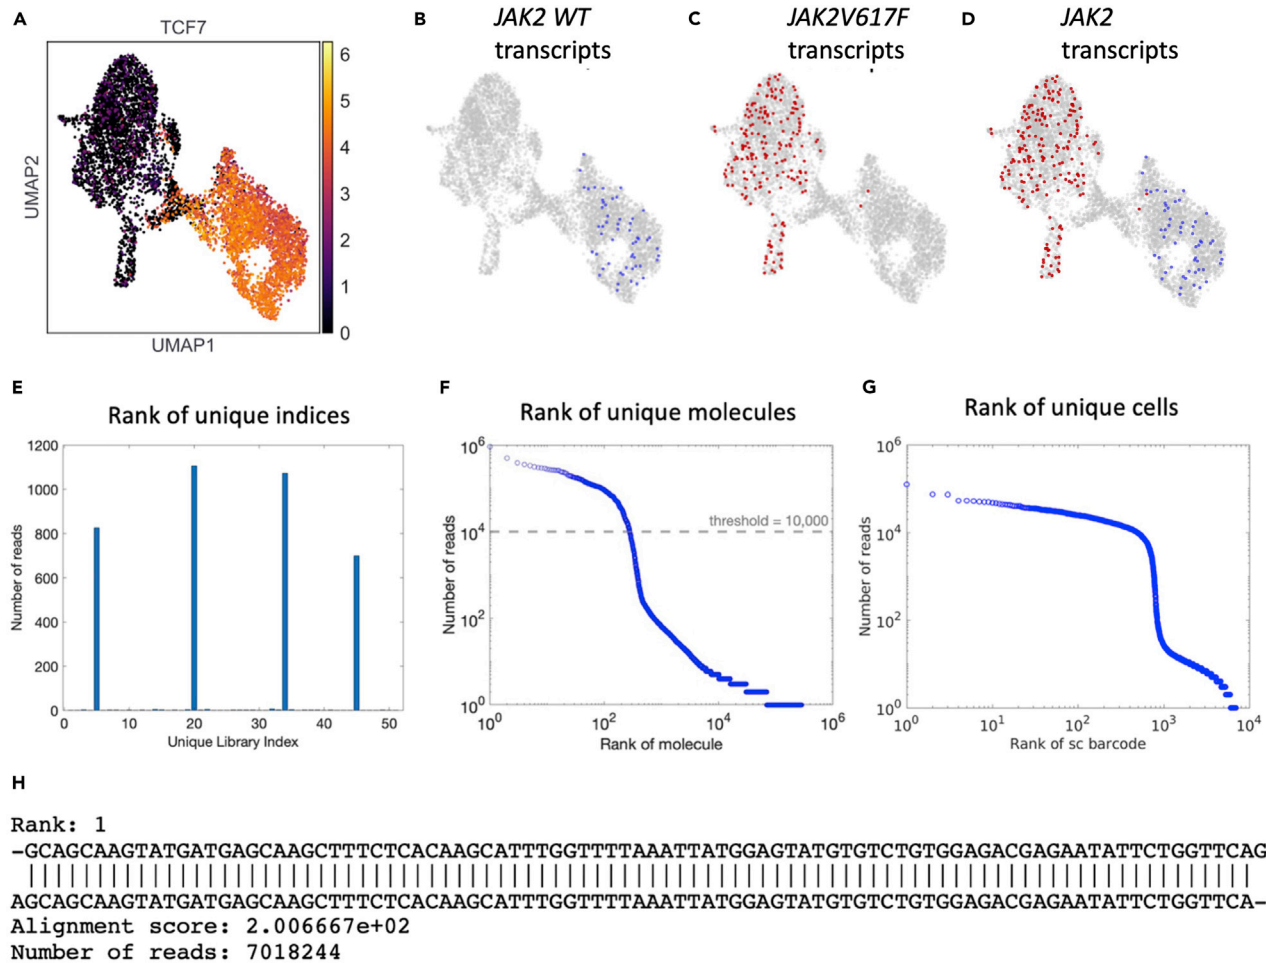 A
TCF7
6
5
4
3
2
1
0
UMAP2
UMAP1
B
JAK2 WT
transcripts
C
JAK2V617F
transcripts
D
JAK2
transcripts
E
Rank of unique indices
1200
1000
800
600
400
200
0
0 10 20 30 40 50
Number of reads
Unique Library Index
F
Rank of unique molecules
10^6
10^4
10^2
10^0
threshold = 10,000
10^0 10^2 10^4 10^6
Number of reads
Rank of molecule
G
Rank of unique cells
10^6
10^4
10^2
10^0
10^0 10^1 10^2 10^3 10^4
Number of reads
Rank of sc barcode
H
Rank: 1
-GCAGCAAGTATGATGAGCAAGCTTTCTCACAAGCATTTGGTTTTAAATTATGGAGTATGTGTCTGTGGAGACGAGAATATTCTGGTTCAG
AGCAGCAAGTATGATGAGCAAGCTTTCTCACAAGCATTTGGTTTTAAATTATGGAGTATGTGTCTGTGGAGACGAGAATATTCTGGTTCA-
Alignment score: 2.006667e+02
Number of reads: 7018244